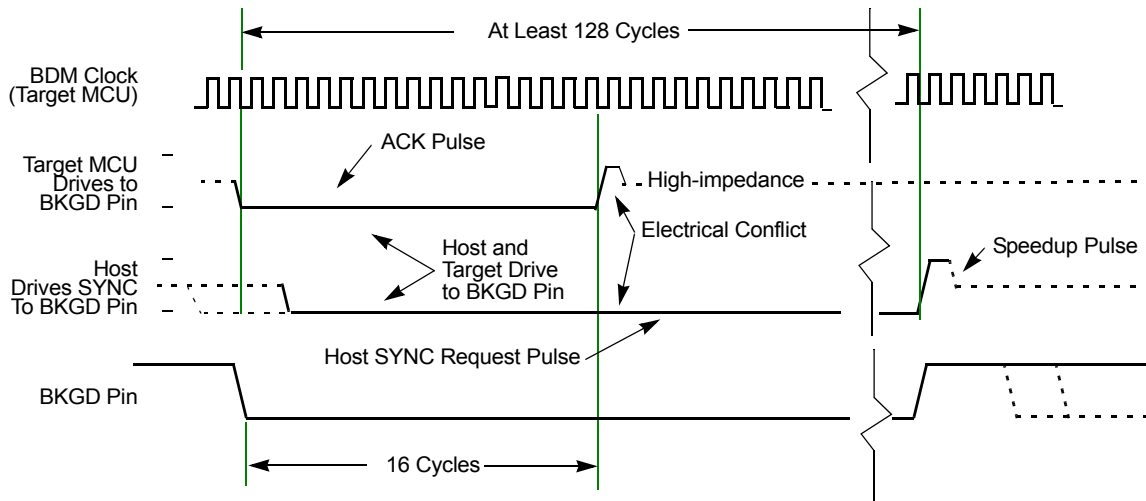 At Least 128 Cycles
BDM Clock
(Target MCU)
ACK Pulse
Target MCU
Drives to
BKGD Pin
High-impedance
Electrical Conflict
Host and
Target Drive
to BKGD Pin
Speedup Pulse
Host
Drives SYNC
To BKGD Pin
Host SYNC Request Pulse
BKGD Pin
16 Cycles